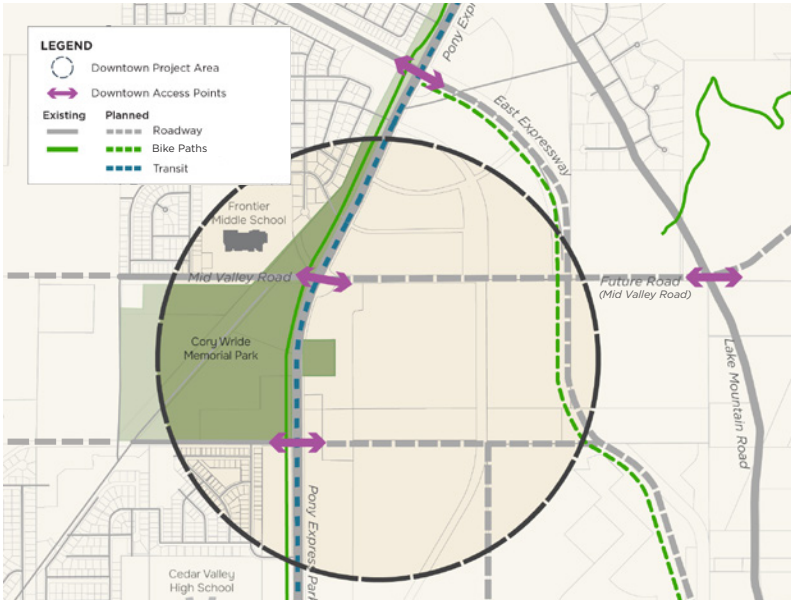 LEGEND
Downtown Project Area
Downtown Access Points
Existing Planned
Roadway
Bike Paths
Transit
Pony Exp
East Expressway
Frontier
Middle School
Mid Valley Road
Future Road
(Mid Valley Road)
Cory Wride
Memorial Park
Lake Mountain Road
Pony Express Park
Cedar Valley
High School